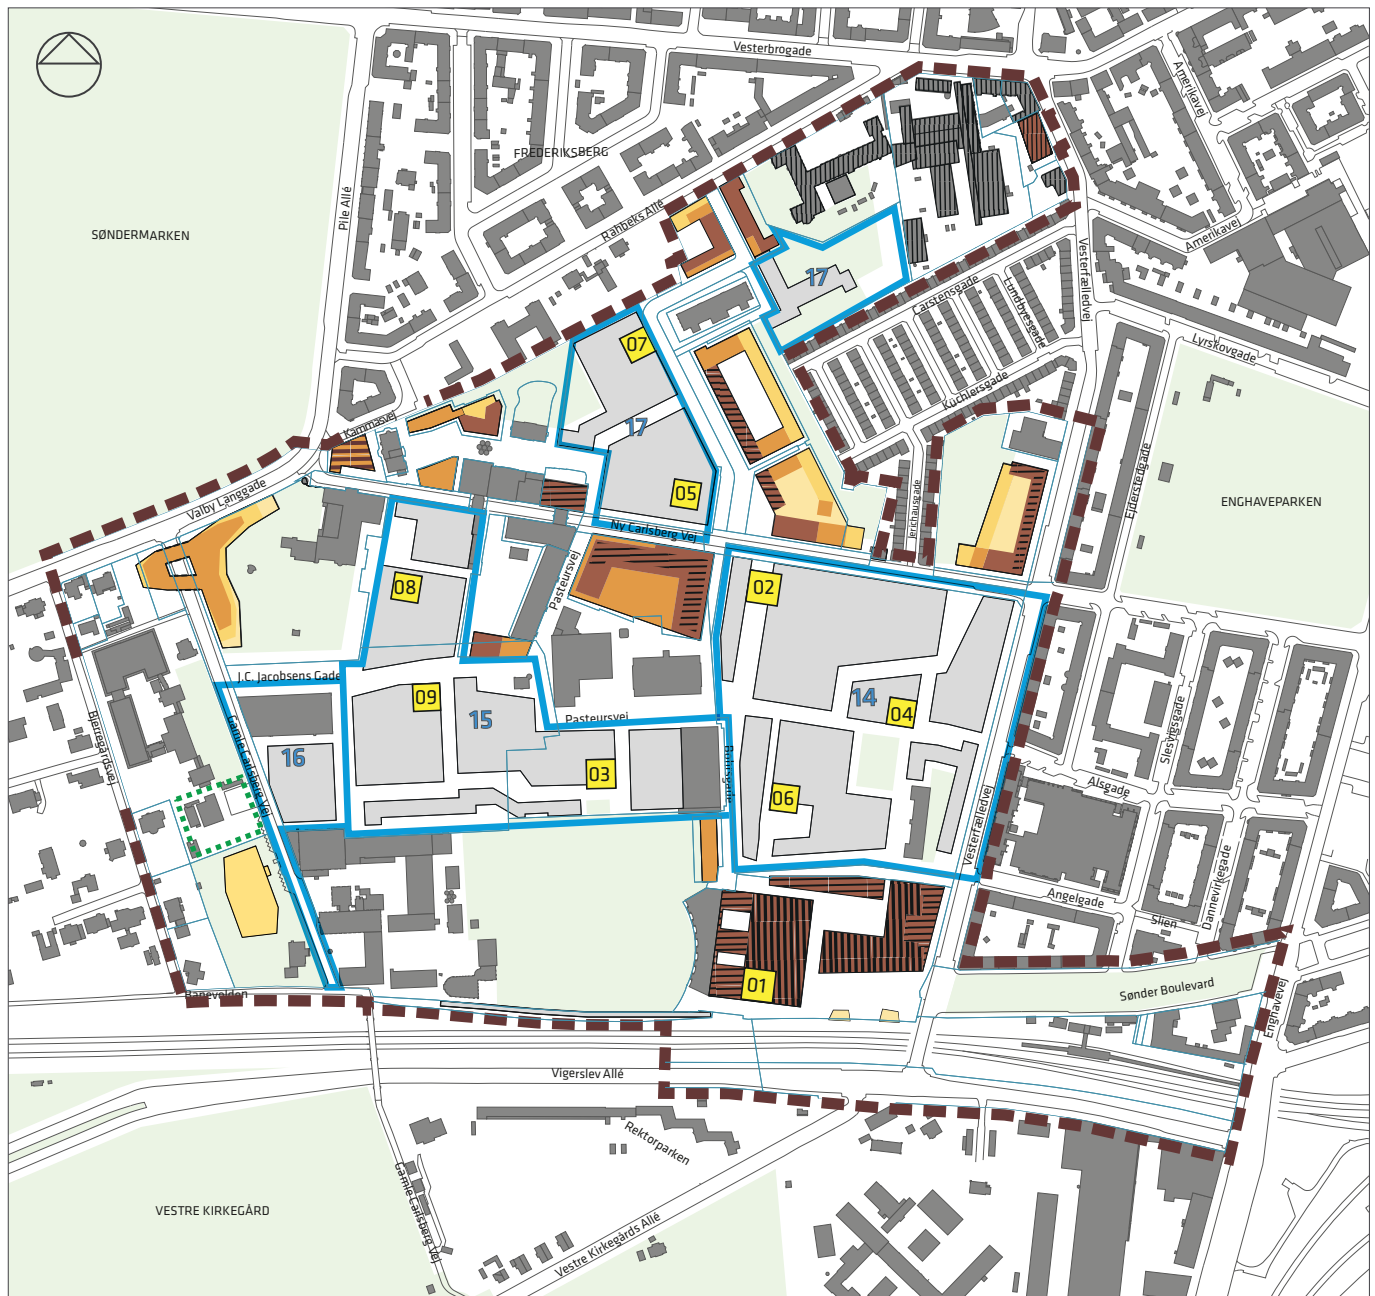 Vesterbrogade
Amerikavej
FREDERIKSBERG
Pile Allé
Rahbeks Allé
SØNDERMARKEN
Amerikavej
Vesterfælledvej
17
Carstensgade
Lundbyesgade
07
Lyrskovgade
Küchlersgade
Kammasvej
17
Ejderstedgade
Valby Langgade
05
Jerichausgade
ENGHAVEPARKEN
Ny Carlsberg Vej
Pasteursvej
08
02
J.C. Jacobsens Gade
09
14
04
15
Pasteursvej
Bjerregårdsvej
Gamle Carlsberg Vej
Slesvigsgade
16
03
Bohrsgade
Alsgade
06
Vesterfælledvej
Dannevirkegade
Angelgade
Slien
01
Banevolden
Sønder Boulevard
Enghavevej
Vigerslev Allé
Rektorparken
Gamle Carlsberg Vej
VESTRE KIRKEGÅRD
Vestre Kirkegårds Allé